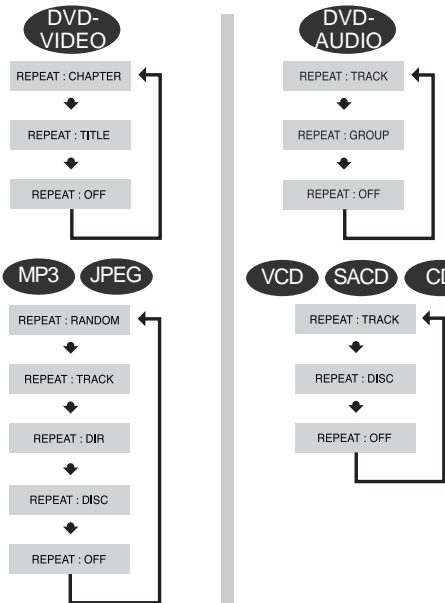 DVD-
VIDEO
REPEAT : CHAPTER
REPEAT : TITLE
REPEAT : OFF
DVD-
AUDIO
REPEAT : TRACK
REPEAT : GROUP
REPEAT : OFF
MP3 JPEG
REPEAT : RANDOM
REPEAT : TRACK
REPEAT : DIR
REPEAT : DISC
REPEAT : OFF
VCD SACD CD
REPEAT : TRACK
REPEAT : DISC
REPEAT : OFF